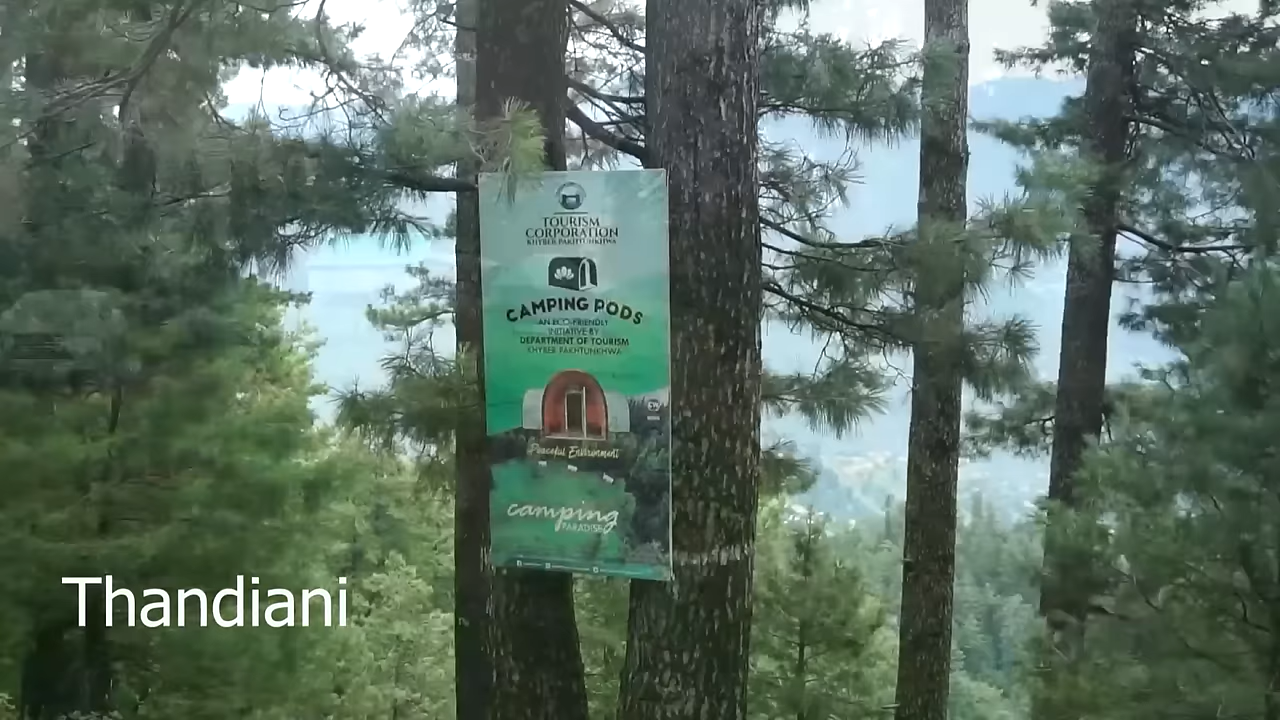 TOURISM
CORPORATION
KHYBER PAKHTUNKHWA
CAMPING PODS
AN ECO-FRIENDLY
INITIATIVE BY
DEPARTMENT OF TOURISM
KHYBER PAKHTUNKHWA
Peaceful Environment
camping
PARADISE
Thandiani